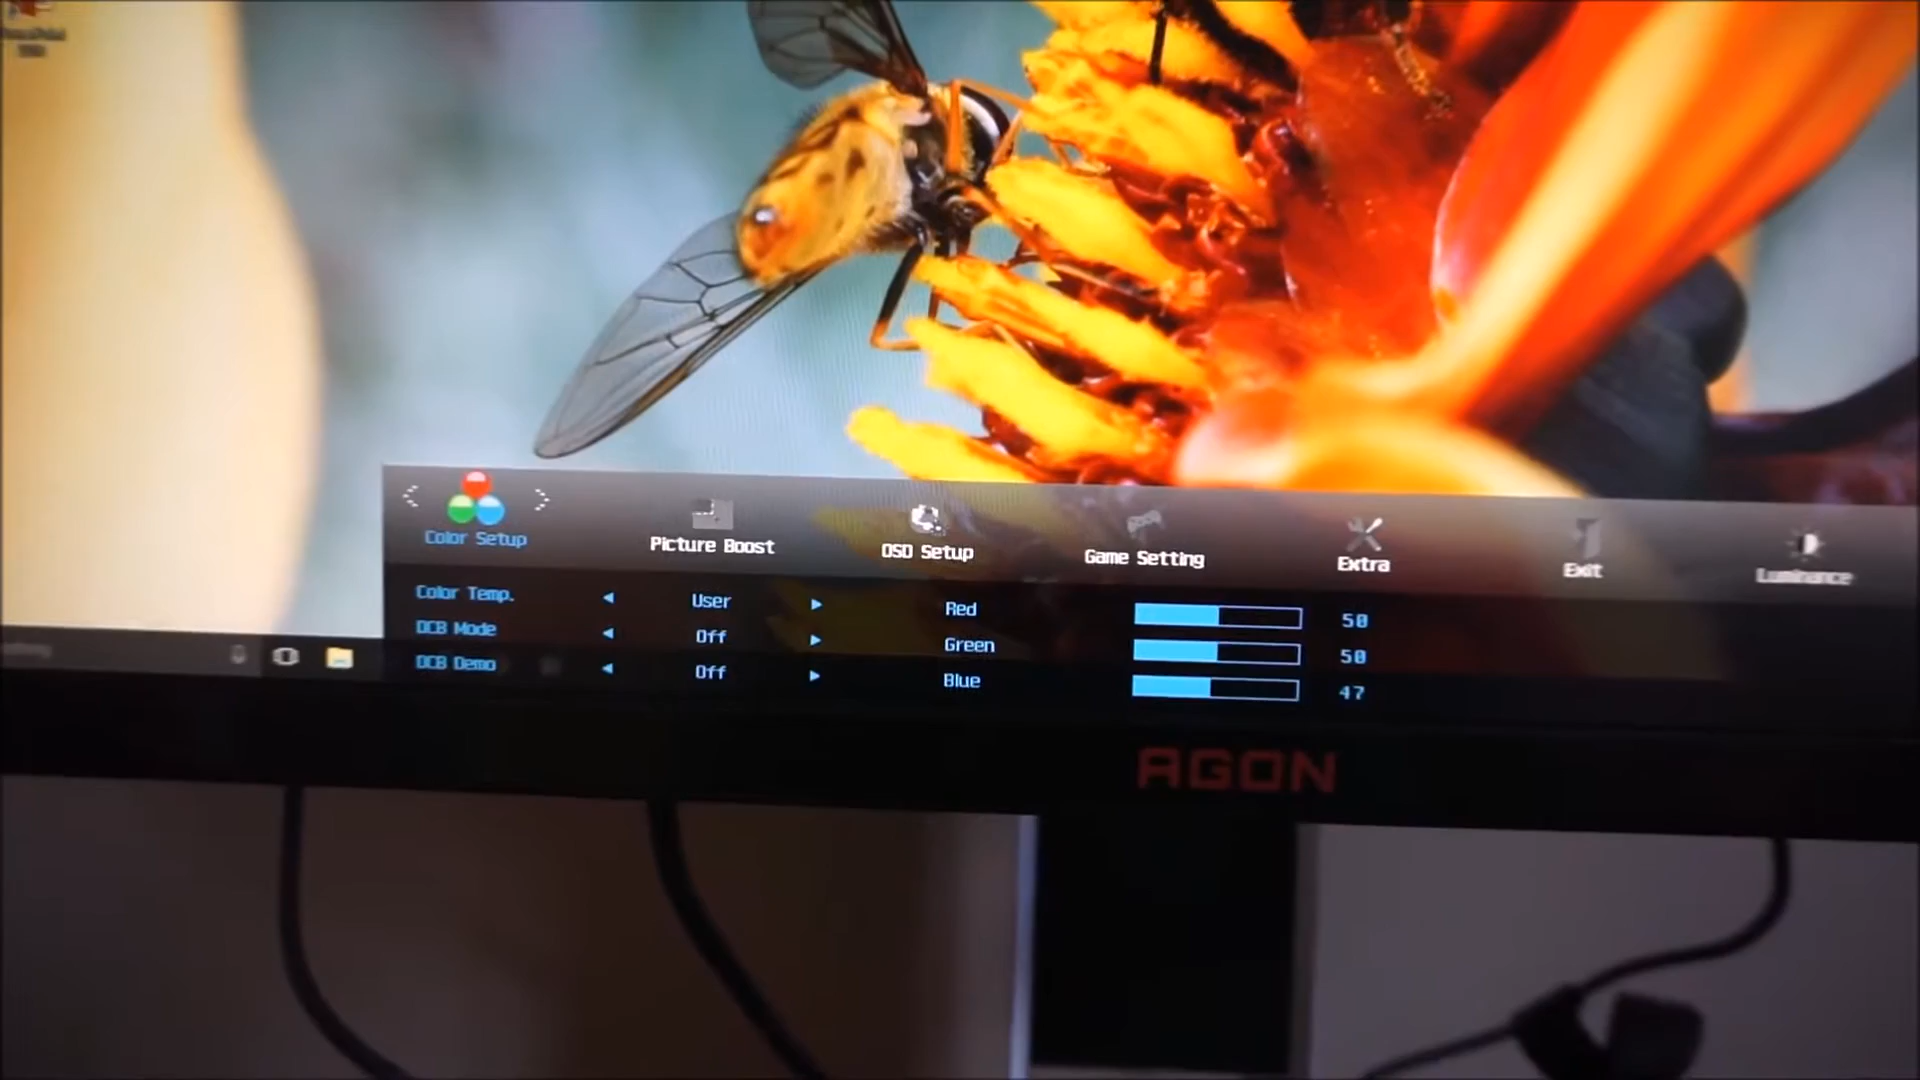 Color Setup
Picture Boost
OSD Setup
Game Setting
Extra
Exit
Luminance
Color Temp. User Red 50
DCB Mode Off Green 50
DCB Demo Off Blue 47
AGON